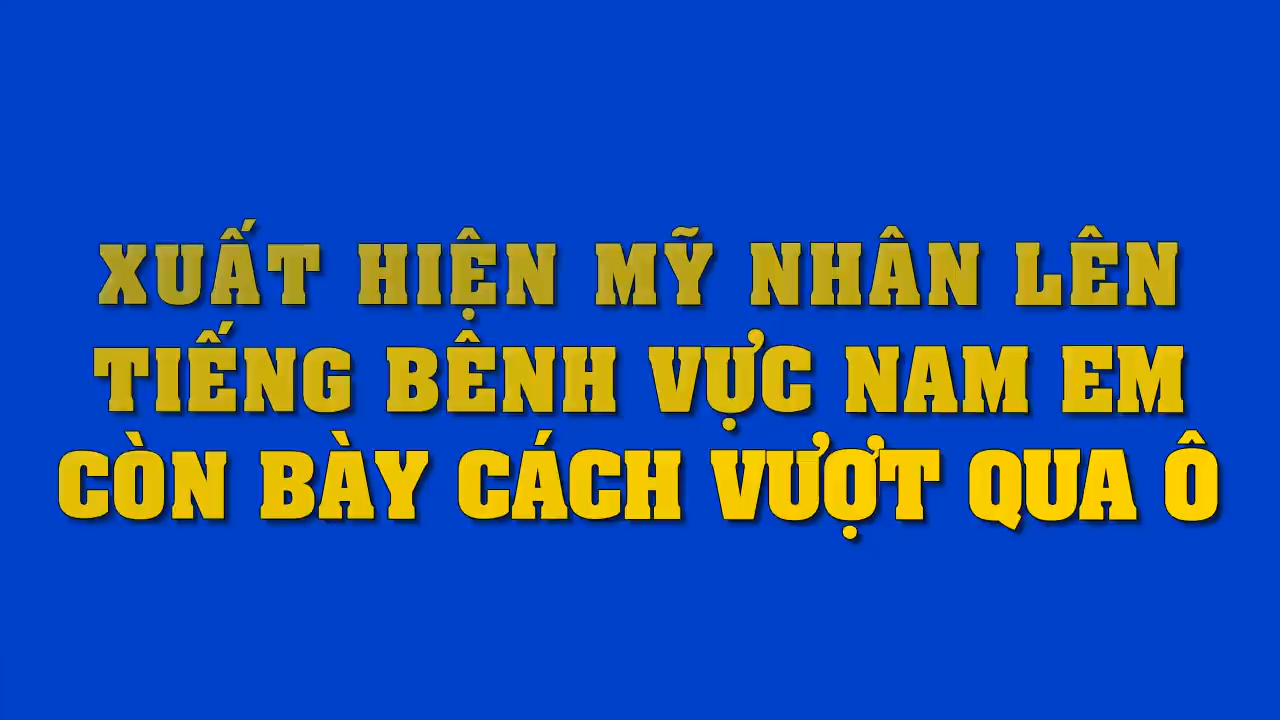 XUẤT HIỆN MỸ NHÂN LÊN
TIẾNG BÊNH VỰC NAM EM
CÒN BÀY CÁCH VƯỢT QUA Ô